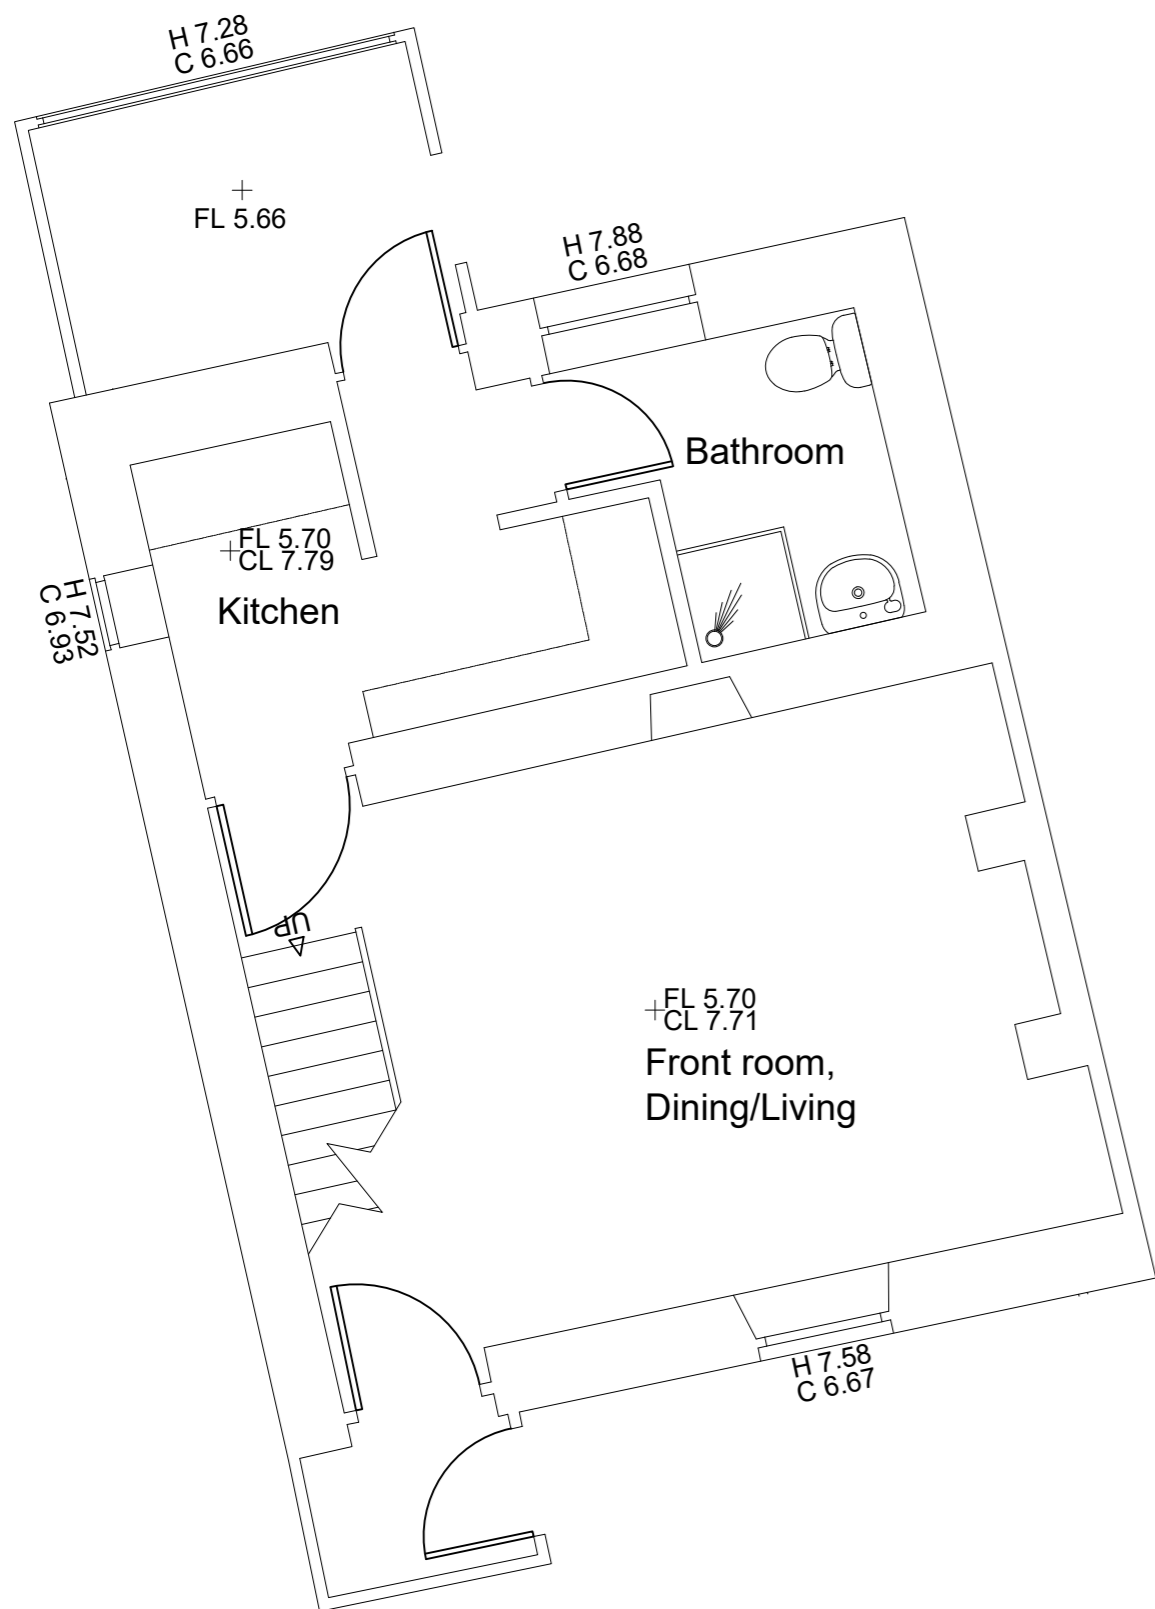 H 7.28
C 6.66
FL 5.66
H 7.88
C 6.68
Bathroom
FL 5.70
CL 7.79
Kitchen
H 7.52
C 6.93
UP
FL 5.70
CL 7.71
Front room,
Dining/Living
H 7.58
C 6.67